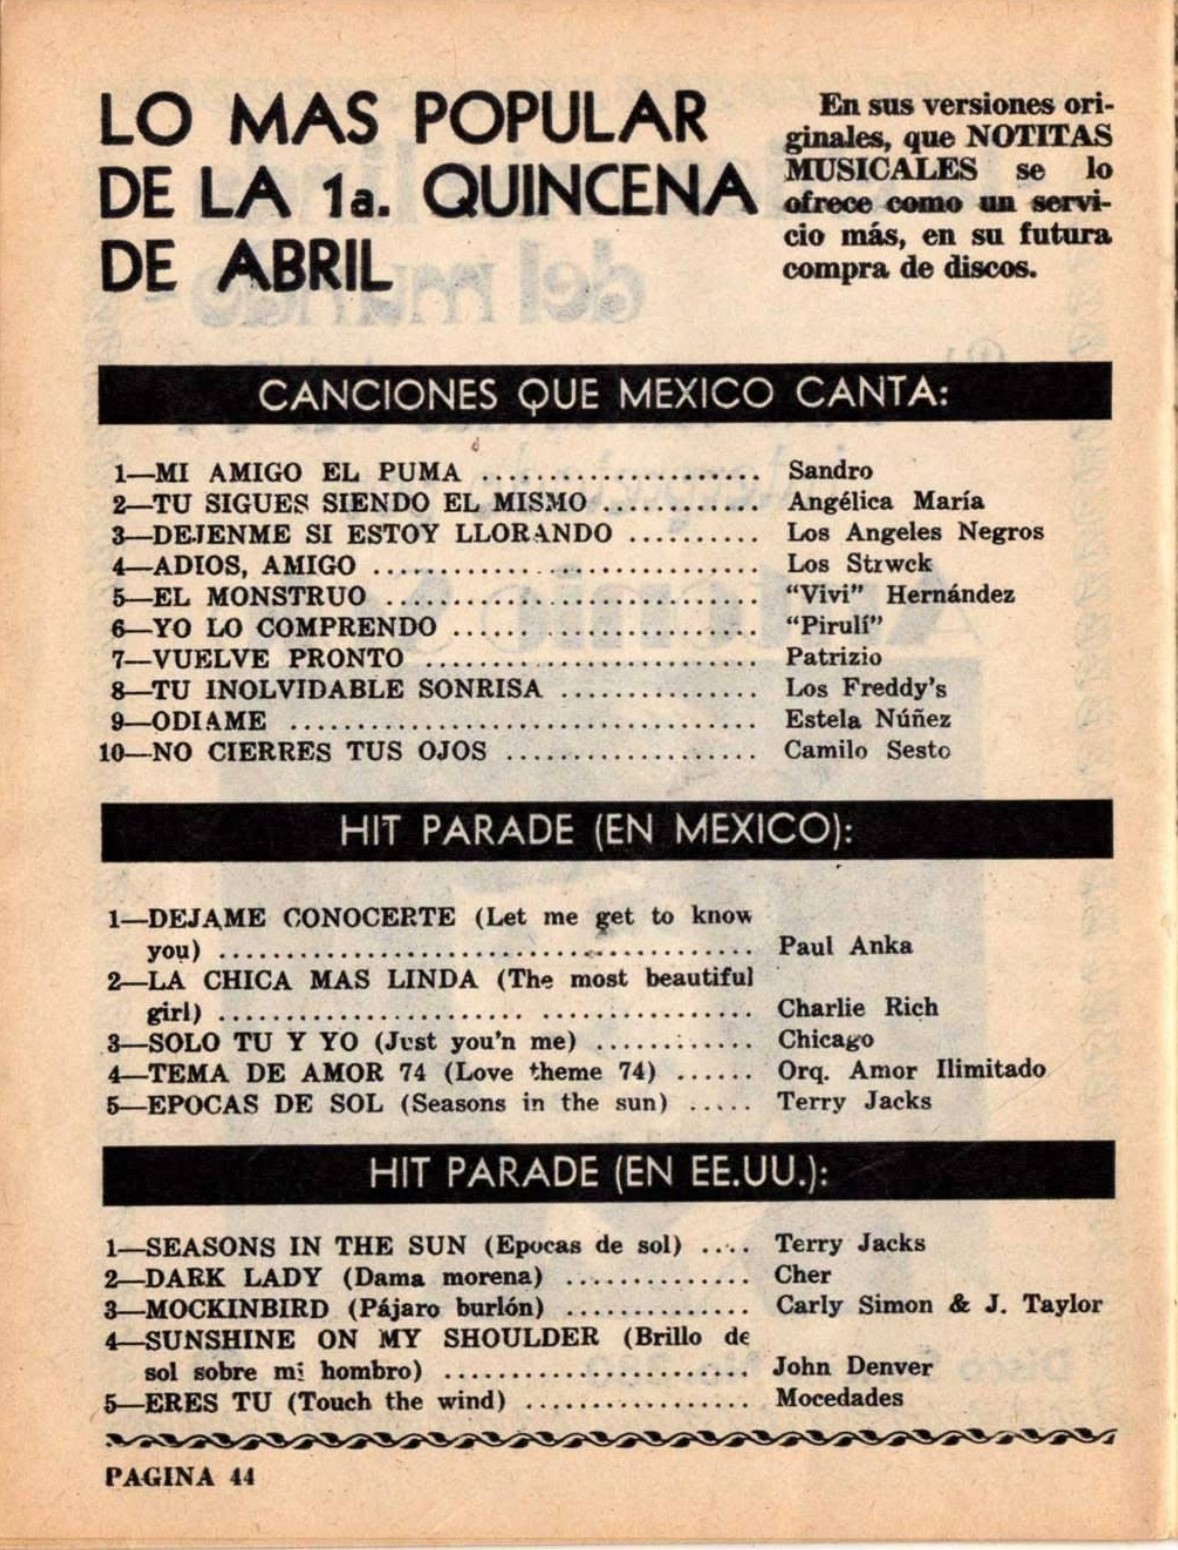 LO MAS POPULAR
DE LA 1a. QUINCENA
DE ABRIL
En sus versiones ori-
ginales, que NOTITAS
MUSICALES se lo
ofrece como un servi-
cio más, en su futura
compra de discos.
CANCIONES QUE MEXICO CANTA:
1—MI AMIGO EL PUMA ..................... Sandro
2—TU SIGUES SIENDO EL MISMO ............ Angélica María
3—DEJENME SI ESTOY LLORANDO .......... Los Angeles Negros
4—ADIOS, AMIGO ............................. Los Strwck
5—EL MONSTRUO ............................ "Vivi" Hernández
6—YO LO COMPRENDO ...................... "Pirulí"
7—VUELVE PRONTO ......................... Patrizio
8—TU INOLVIDABLE SONRISA ............... Los Freddy's
9—ODIAME ................................... Estela Núñez
10—NO CIERRES TUS OJOS ................... Camilo Sesto
HIT PARADE (EN MEXICO):
1—DEJAME CONOCERTE (Let me get to know
you) ........................................ Paul Anka
2—LA CHICA MAS LINDA (The most beautiful
girl) ....................... ................ Charlie Rich
3—SOLO TU Y YO (Just you'n me) ............ Chicago
4—TEMA DE AMOR 74 (Love theme 74) ...... Orq. Amor Ilimitado
5—EPOCAS DE SOL (Seasons in the sun) ..... Terry Jacks
HIT PARADE (EN EE.UU.):
1—SEASONS IN THE SUN (Epocas de sol) .... Terry Jacks
2—DARK LADY (Dama morena) .............. Cher
3—MOCKINBIRD (Pájaro burlón) .............. Carly Simon & J. Taylor
4—SUNSHINE ON MY SHOULDER (Brillo de
sol sobre mi hombro) ....................... John Denver
5—ERES TU (Touch the wind) ................. Mocedades
PAGINA 44